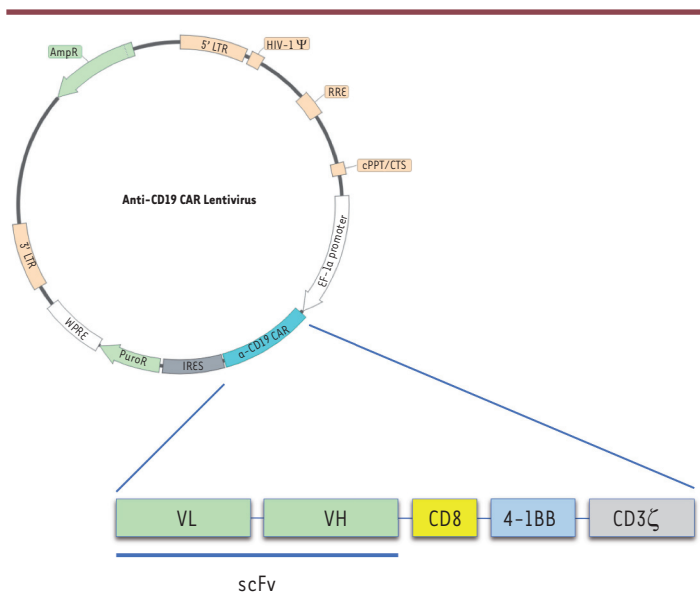 AmpR
5' LTR
HIV-1 Ψ
RRE
cPPT/CTS
Anti-CD19 CAR Lentivirus
EF-1α promoter
3' LTR
WPRE
PuroR
IRES
α-CD19 CAR
VL
VH
CD8
4-1BB
CD3ζ
scFv